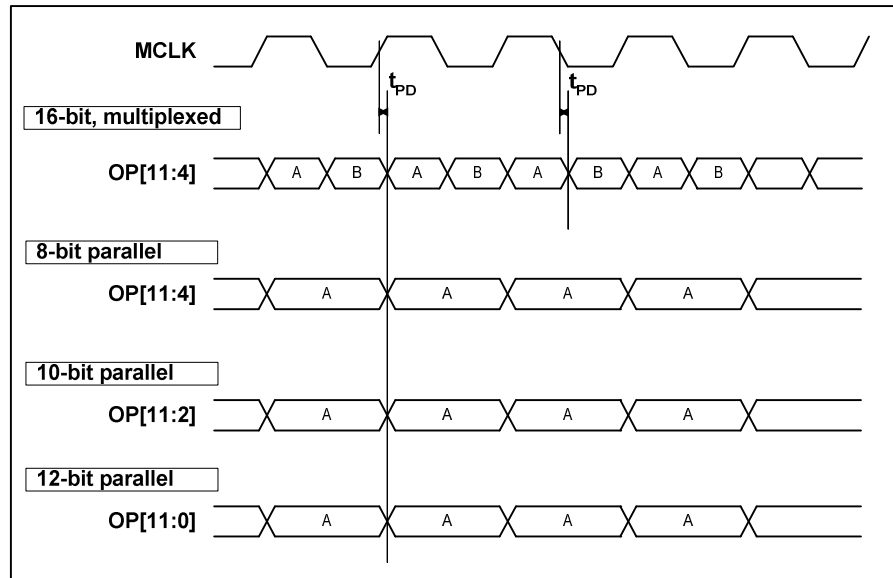 MCLK
tPD tPD
16-bit, multiplexed
OP[11:4] A B A B A B A B
8-bit parallel
OP[11:4] A A A A
10-bit parallel
OP[11:2] A A A A
12-bit parallel
OP[11:0] A A A A